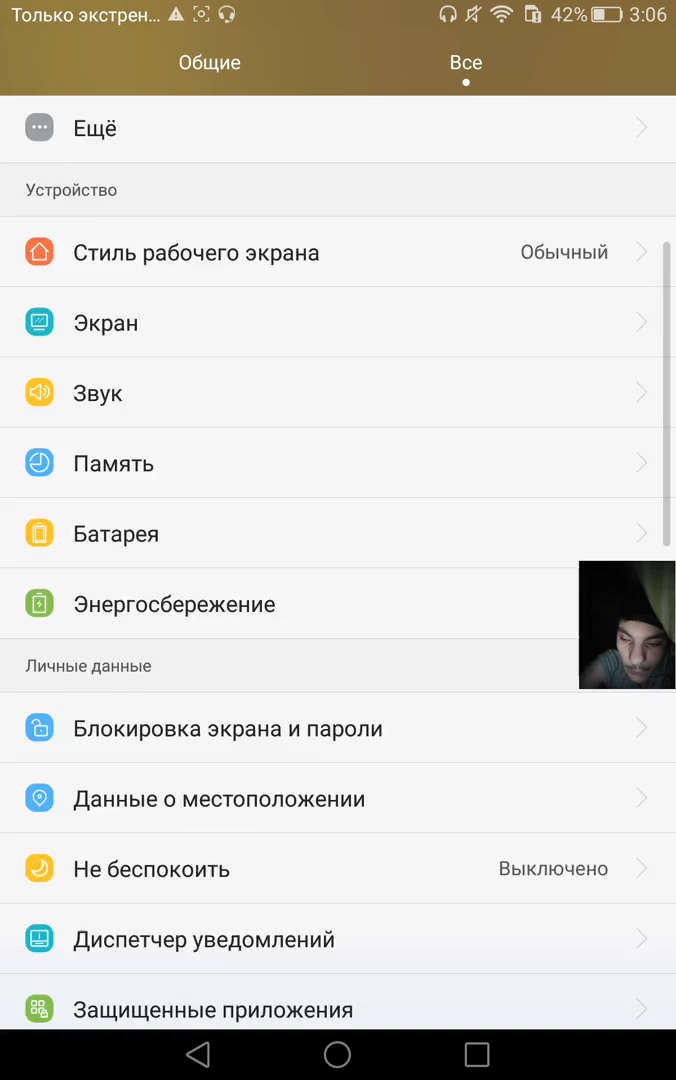 Только экстрен... 42% 3:06
Общие Все
Ещё
Устройство
Стиль рабочего экрана Обычный
Экран
Звук
Память
Батарея
Энергосбережение
Личные данные
Блокировка экрана и пароли
Данные о местоположении
Не беспокоить Выключено
Диспетчер уведомлений
Защищенные приложения